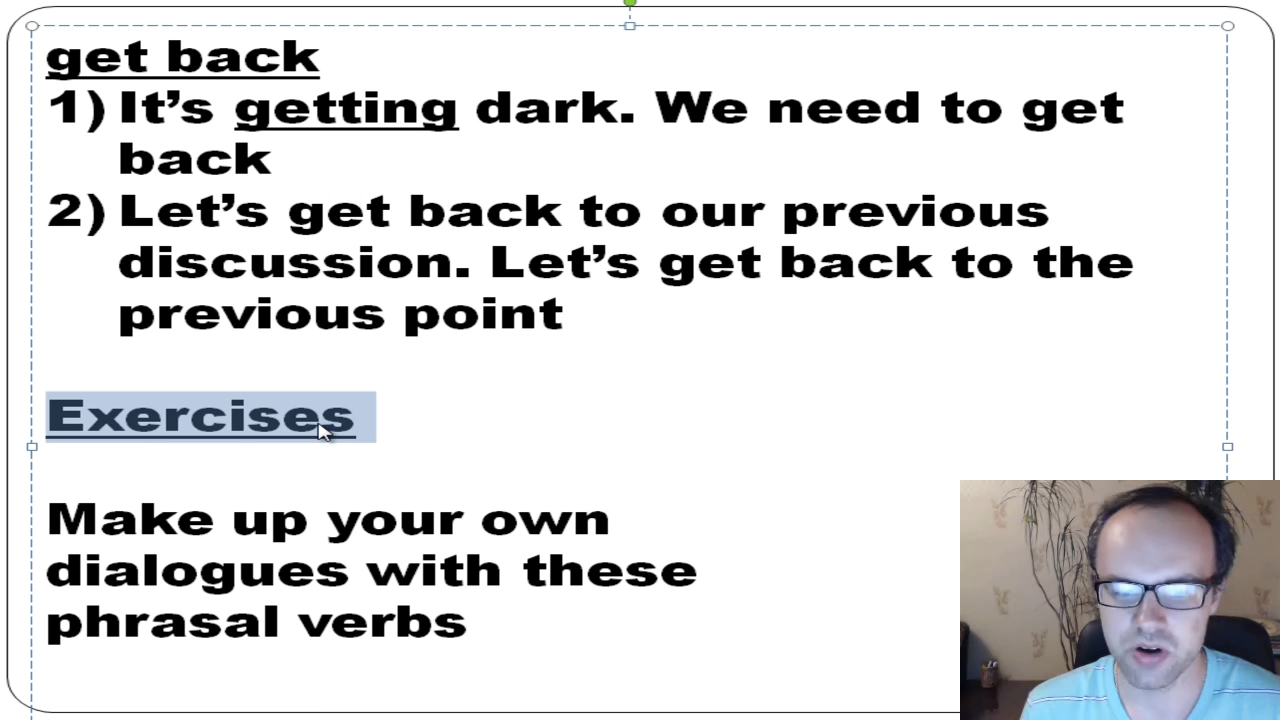 get back
1) It’s getting dark. We need to get
back
2) Let’s get back to our previous
discussion. Let’s get back to the
previous point
Exercises
Make up your own
dialogues with these
phrasal verbs